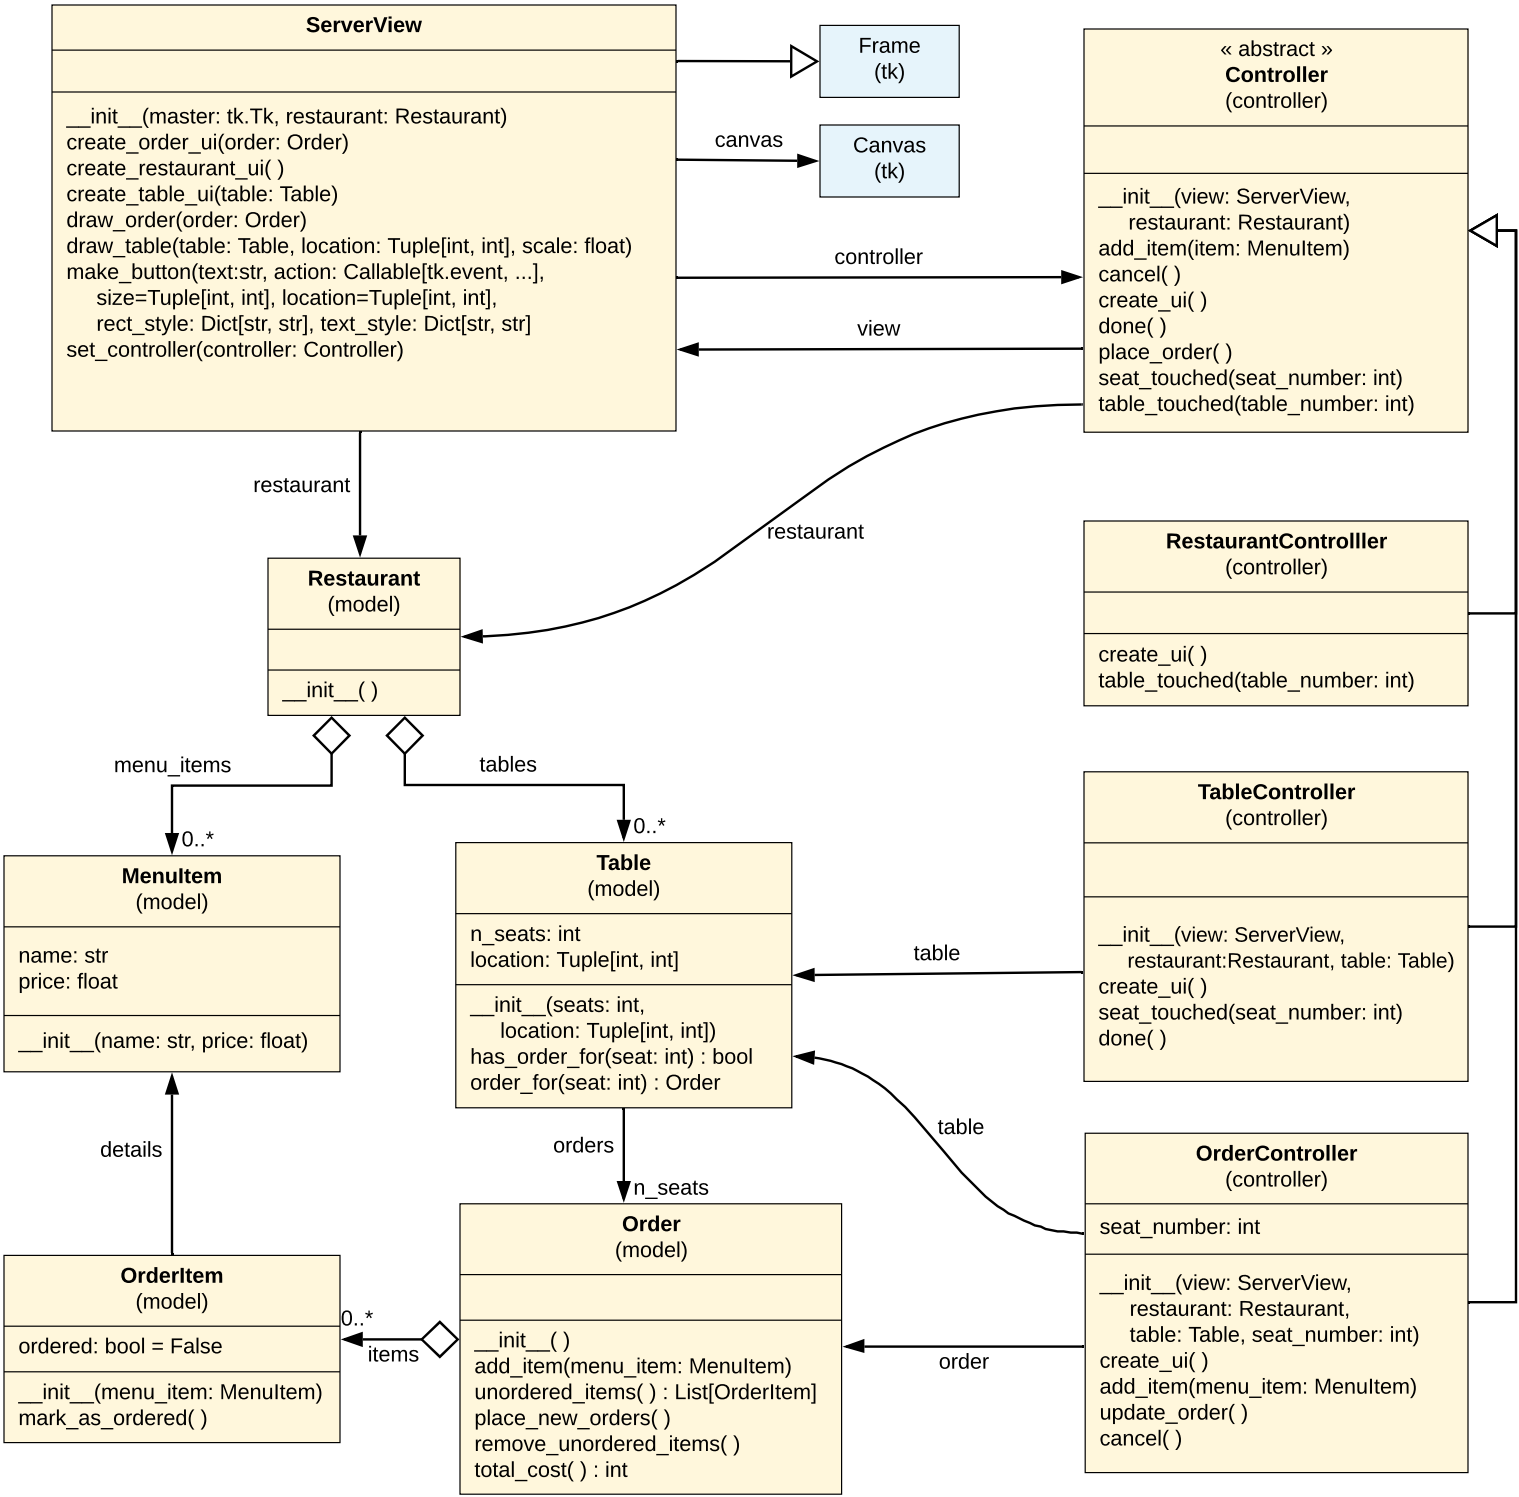 ServerView
__init__(master: tk.Tk, restaurant: Restaurant)
create_order_ui(order: Order)
create_restaurant_ui( )
create_table_ui(table: Table)
draw_order(order: Order)
draw_table(table: Table, location: Tuple[int, int], scale: float)
make_button(text:str, action: Callable[tk.event, ...],
size=Tuple[int, int], location=Tuple[int, int],
rect_style: Dict[str, str], text_style: Dict[str, str]
set_controller(controller: Controller)
Frame
(tk)
canvas
Canvas
(tk)
controller
view
« abstract »
Controller
(controller)
__init__(view: ServerView,
restaurant: Restaurant)
add_item(item: MenuItem)
cancel( )
create_ui( )
done( )
place_order( )
seat_touched(seat_number: int)
table_touched(table_number: int)
restaurant
restaurant
Restaurant
(model)
__init__( )
RestaurantControlller
(controller)
create_ui( )
table_touched(table_number: int)
menu_items
0..*
tables
0..*
MenuItem
(model)
name: str
price: float
__init__(name: str, price: float)
Table
(model)
n_seats: int
location: Tuple[int, int]
__init__(seats: int,
location: Tuple[int, int])
has_order_for(seat: int) : bool
order_for(seat: int) : Order
table
TableController
(controller)
__init__(view: ServerView,
restaurant:Restaurant, table: Table)
create_ui( )
seat_touched(seat_number: int)
done( )
details
orders
n_seats
table
OrderItem
(model)
ordered: bool = False
__init__(menu_item: MenuItem)
mark_as_ordered( )
0..*
items
Order
(model)
__init__( )
add_item(menu_item: MenuItem)
unordered_items( ) : List[OrderItem]
place_new_orders( )
remove_unordered_items( )
total_cost( ) : int
order
OrderController
(controller)
seat_number: int
__init__(view: ServerView,
restaurant: Restaurant,
table: Table, seat_number: int)
create_ui( )
add_item(menu_item: MenuItem)
update_order( )
cancel( )